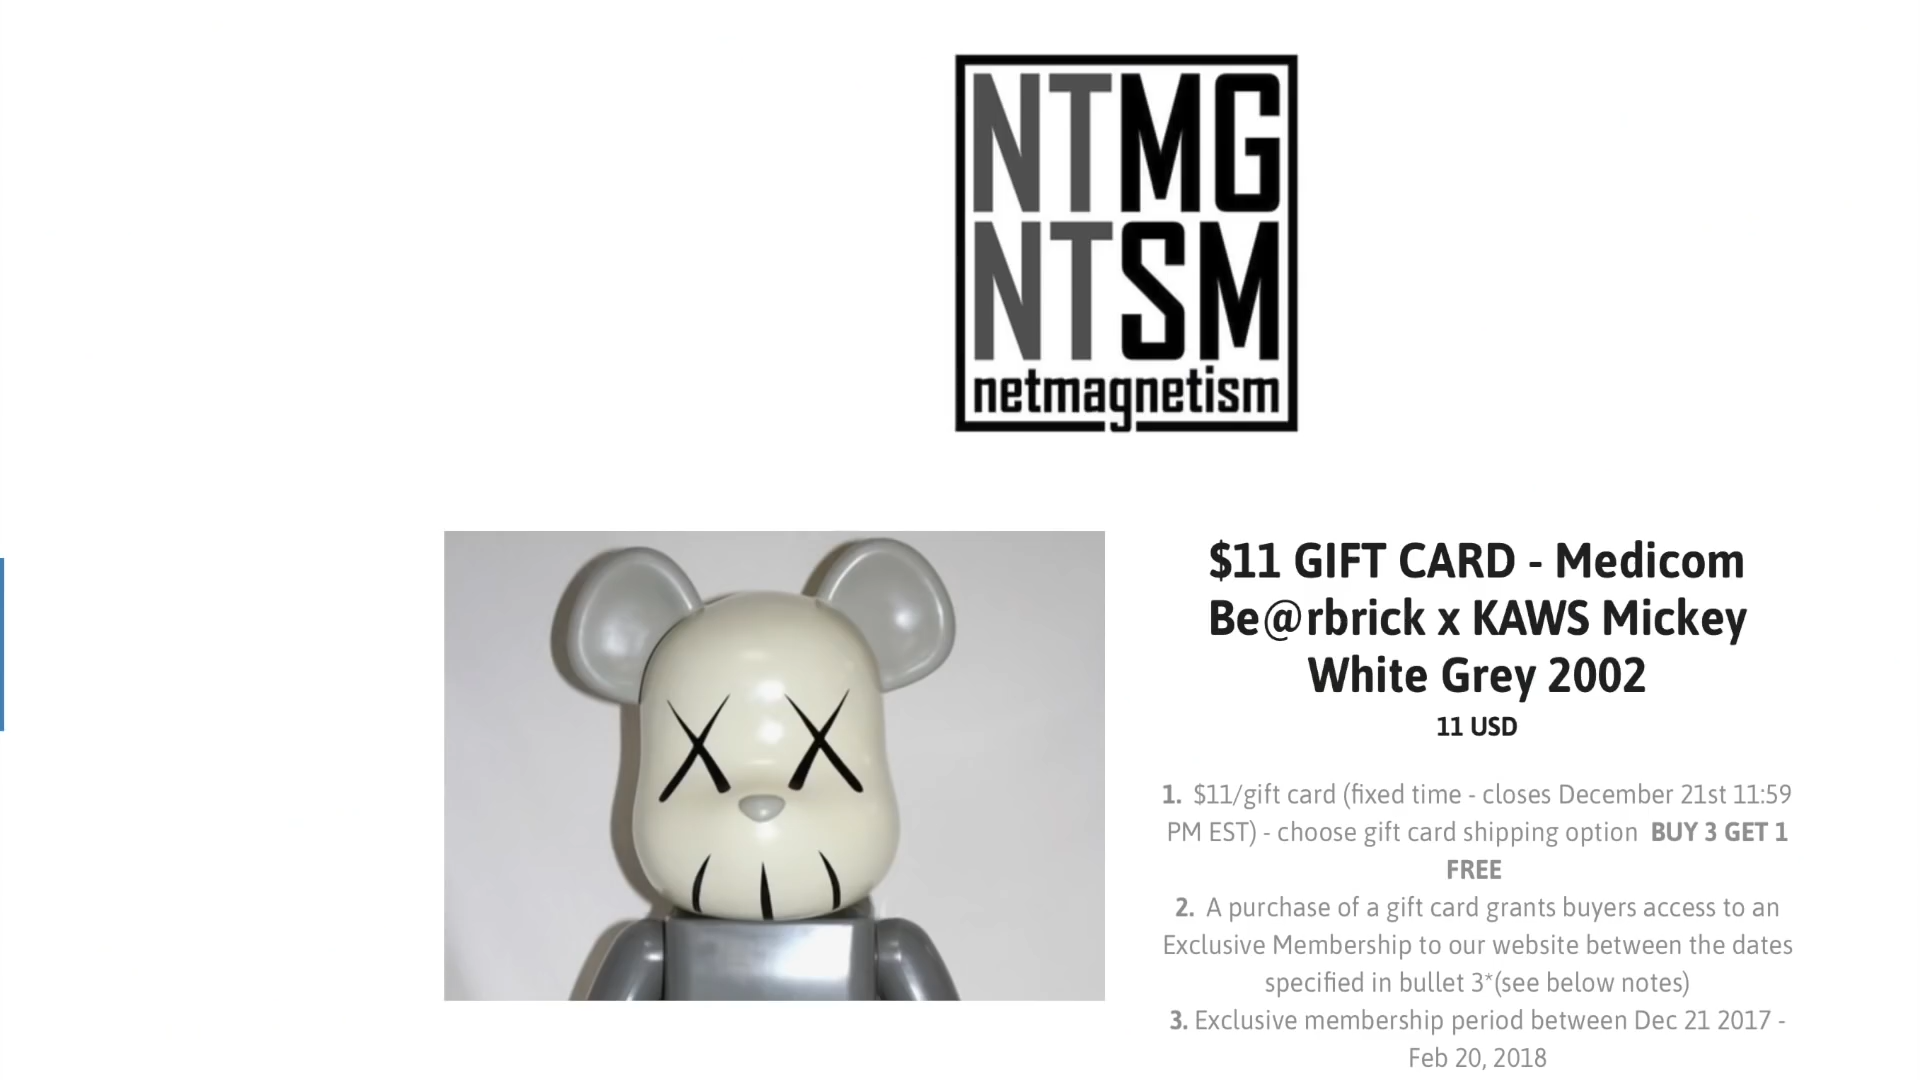 NTMG
NTSM
netmagnetism
$11 GIFT CARD - Medicom
Be@rbrick x KAWS Mickey
White Grey 2002
11 USD
1. $11/gift card (fixed time - closes December 21st 11:59
PM EST) - choose gift card shipping option BUY 3 GET 1
FREE
2. A purchase of a gift card grants buyers access to an
Exclusive Membership to our website between the dates
specified in bullet 3*(see below notes)
3. Exclusive membership period between Dec 21 2017 -
Feb 20, 2018